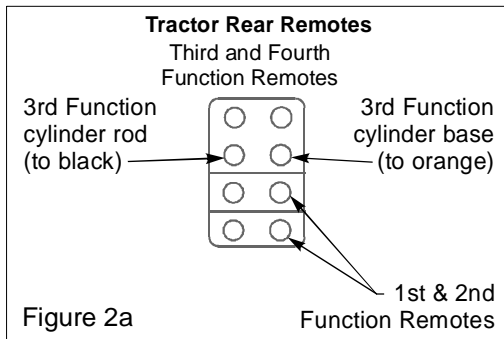 Tractor Rear Remotes
Third and Fourth
Function Remotes
3rd Function
cylinder rod
(to black)
3rd Function
cylinder base
(to orange)
1st & 2nd
Function Remotes
Figure 2a